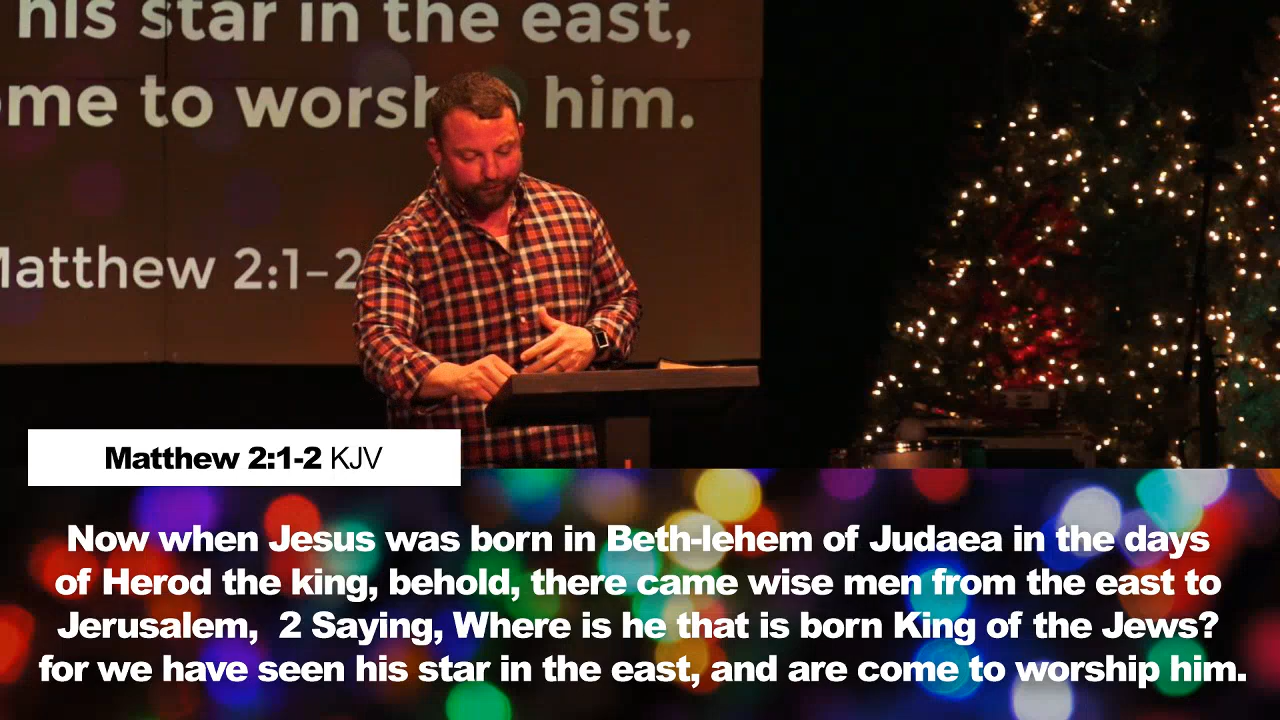 his star in the east,
me to worsh him.
Matthew 2:1–2
Matthew 2:1-2 KJV
Now when Jesus was born in Beth-lehem of Judaea in the days
of Herod the king, behold, there came wise men from the east to
Jerusalem, 2 Saying, Where is he that is born King of the Jews?
for we have seen his star in the east, and are come to worship him.